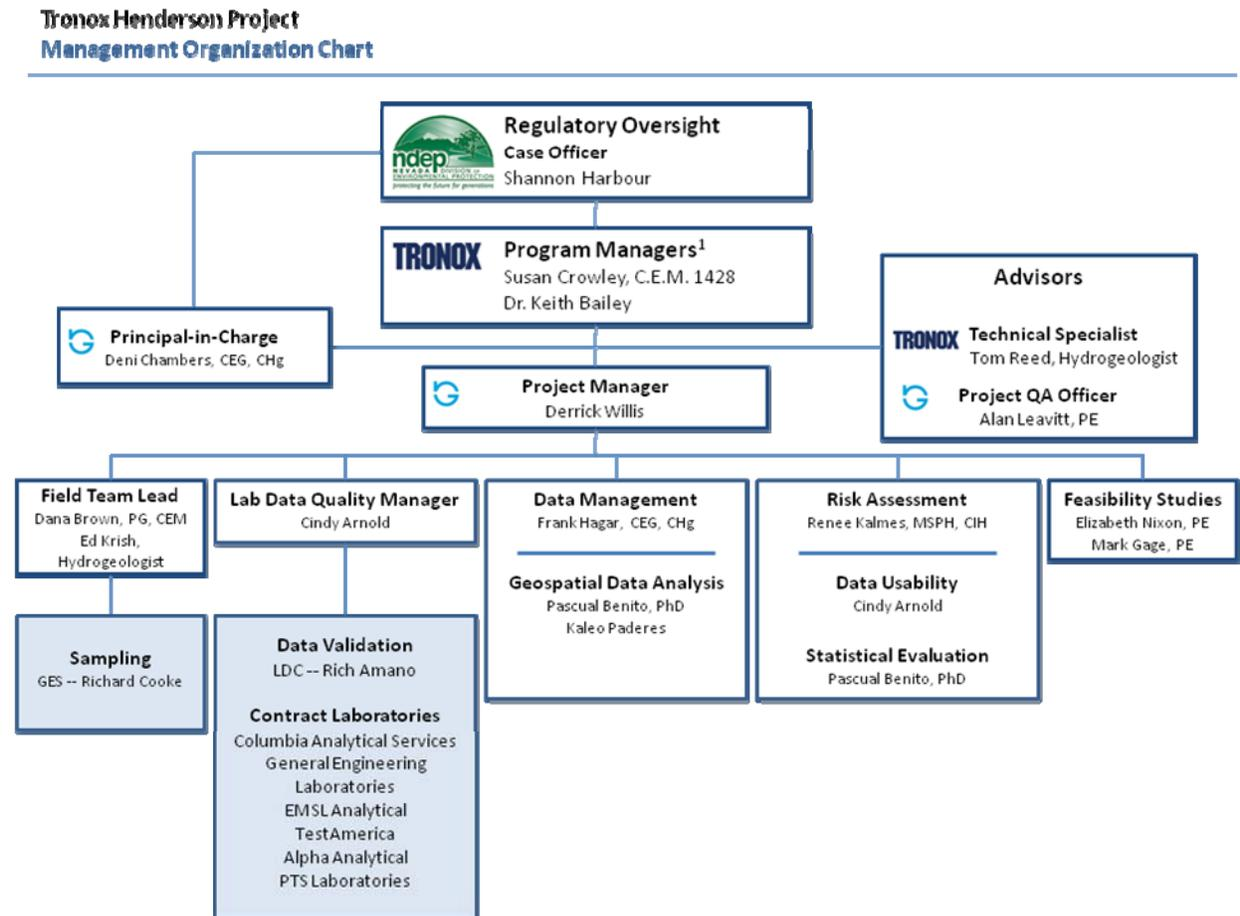 Tronox Henderson Project
Management Organization Chart
ndep
NEVADA DIVISION OF
ENVIRONMENTAL PROTECTION
protecting the future for generations
Regulatory Oversight
Case Officer
Shannon Harbour
TRONOX
Program Managers¹
Susan Crowley, C.E.M. 1428
Dr. Keith Bailey
Principal-in-Charge
Deni Chambers, CEG, CHg
Advisors
TRONOX Technical Specialist
Tom Reed, Hydrogeologist
Project QA Officer
Alan Leavitt, PE
Project Manager
Derrick Willis
Field Team Lead
Dana Brown, PG, CEM
Ed Krish,
Hydrogeologist
Sampling
GES -- Richard Cooke
Lab Data Quality Manager
Cindy Arnold
Data Validation
LDC -- Rich Amano
Contract Laboratories
Columbia Analytical Services
General Engineering
Laboratories
EMSL Analytical
TestAmerica
Alpha Analytical
PTS Laboratories
Data Management
Frank Hagar, CEG, CHg
Geospatial Data Analysis
Pascual Benito, PhD
Kaleo Paderes
Risk Assessment
Renee Kalmes, MSPH, CIH
Data Usability
Cindy Arnold
Statistical Evaluation
Pascual Benito, PhD
Feasibility Studies
Elizabeth Nixon, PE
Mark Gage, PE